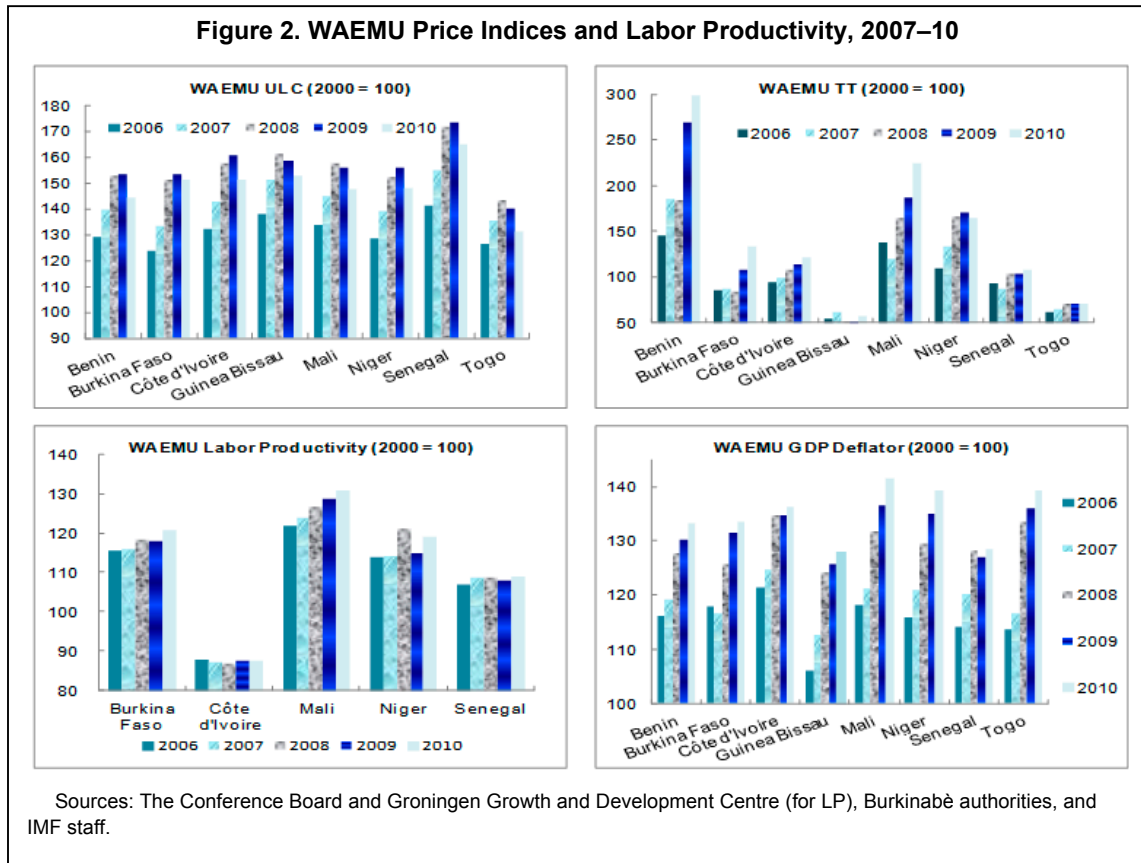 Figure 2. WAEMU Price Indices and Labor Productivity, 2007–10
WAEMU ULC (2000 = 100)
180
170
160
150
140
130
120
110
100
90
2006 2007 2008 2009 2010
Benin
Burkina Faso
Côte d'Ivoire
Guinea Bissau
Mali
Niger
Senegal
Togo
WAEMU TT (2000 = 100)
300
250
200
150
100
50
2006 2007 2008 2009 2010
Benin
Burkina Faso
Côte d'Ivoire
Guinea Bissau
Mali
Niger
Senegal
Togo
WAEMU Labor Productivity (2000 = 100)
140
130
120
110
100
90
80
Burkina
Faso
Côte
d'Ivoire
Mali
Niger
Senegal
2006 2007 2008 2009 2010
WAEMU GDP Deflator (2000 = 100)
140
130
120
110
100
2006
2007
2008
2009
2010
Benin
Burkina Faso
Côte d'Ivoire
Guinea Bissau
Mali
Niger
Senegal
Togo
Sources: The Conference Board and Groningen Growth and Development Centre (for LP), Burkinabè authorities, and
IMF staff.